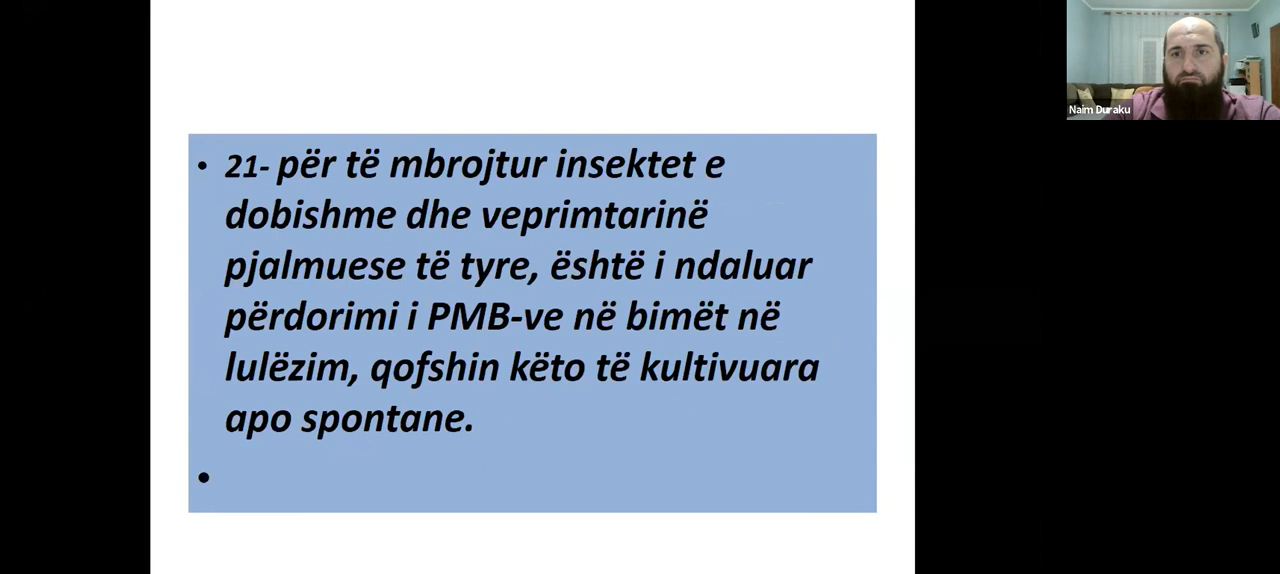 • 21- për të mbrojtur insektet e
dobishme dhe veprimtarinë
pjalmuese të tyre, është i ndaluar
përdorimi i PMB-ve në bimët në
lulëzim, qofshin këto të kultivuara
apo spontane.
•
Naim Duraku